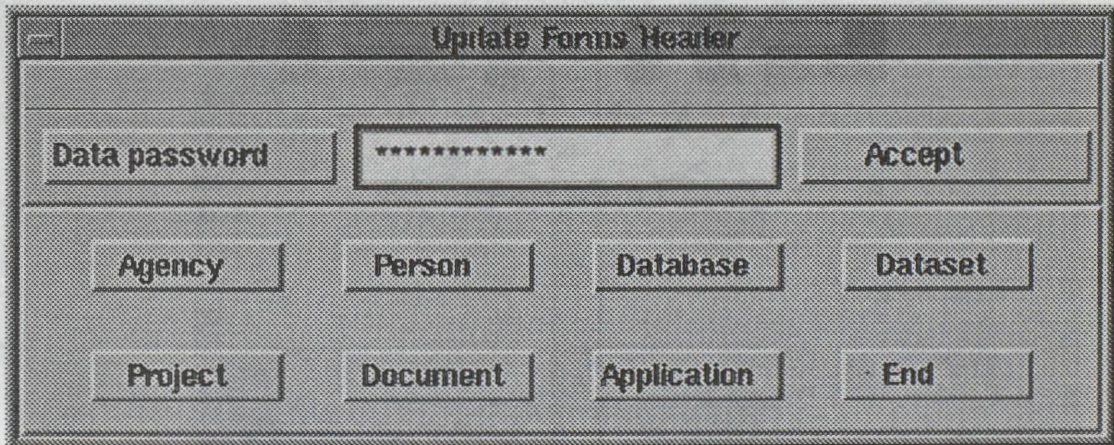 Update Forms Header
Data password ************ Accept
Agency Person Database Dataset
Project Document Application End